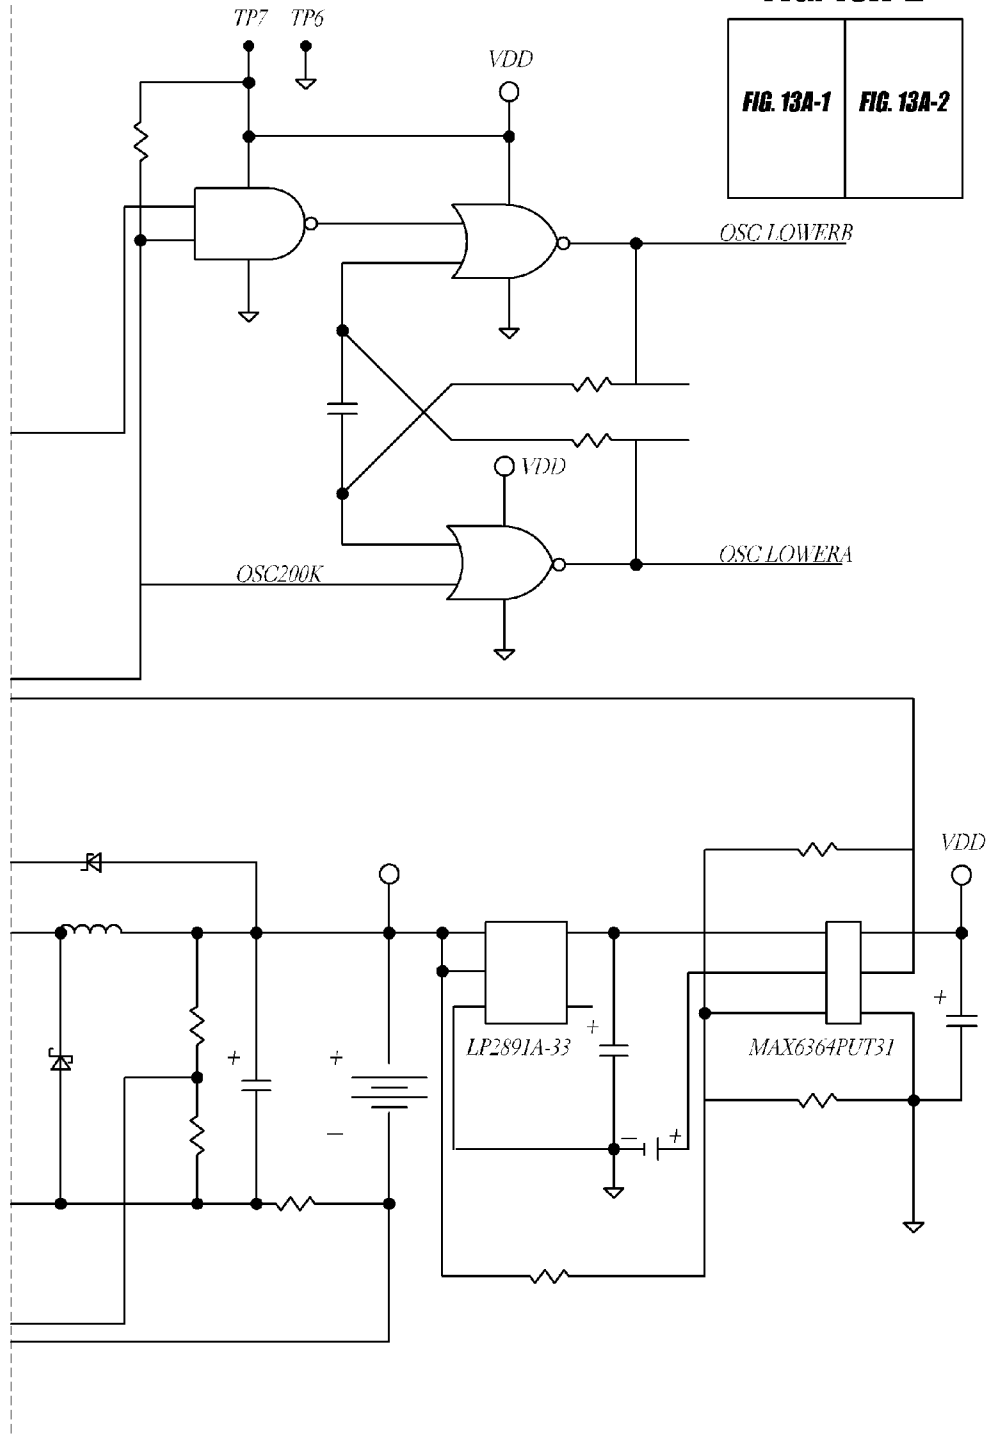 TP7 TP6
VDD
FIG. 13A-1 FIG. 13A-2
OSC LOWERB
VDD
OSC LOWERA
OSC200K
VDD
+
+ + +
LP2891A-33 MAX6364PUT31
− − +